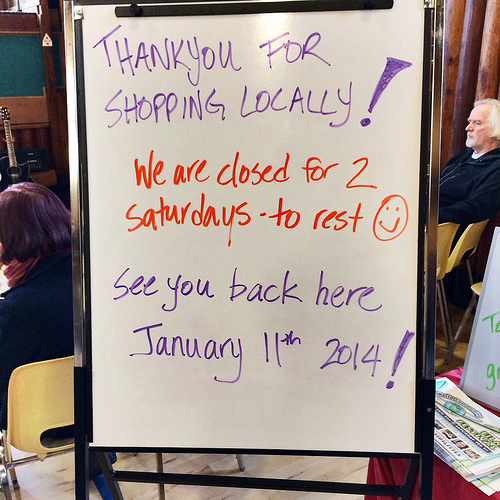 THANKYOU FOR
SHOPPING LOCALLY!
We are closed for 2
saturdays - to rest
See you back here
January 11th 2014!